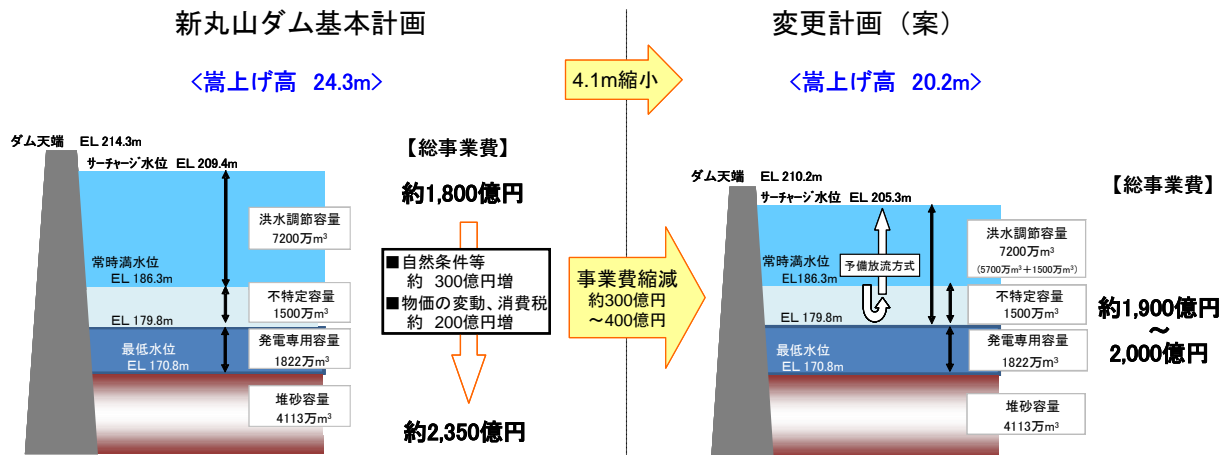 新丸山ダム基本計画
<嵩上げ高 24.3m>
ダム天端 EL 214.3m
サーチャージ水位 EL 209.4m
洪水調節容量
7200万m³
常時満水位
EL 186.3m
不特定容量
1500万m³
EL 179.8m
発電専用容量
1822万m³
最低水位
EL 170.8m
堆砂容量
4113万m³
【総事業費】
約1,800億円
■自然条件等
約 300億円増
■物価の変動、消費税
約 200億円増
約2,350億円
4.1m縮小
事業費縮減
約300億円
～400億円
変更計画（案）
<嵩上げ高 20.2m>
ダム天端 EL 210.2m
サーチャージ水位 EL 205.3m
洪水調節容量
7200万m³
(5700万m³＋1500万m³)
常時満水位
EL186.3m
予備放流方式
不特定容量
1500万m³
EL 179.8m
発電専用容量
1822万m³
最低水位
EL 170.8m
堆砂容量
4113万m³
【総事業費】
約1,900億円
～
2,000億円